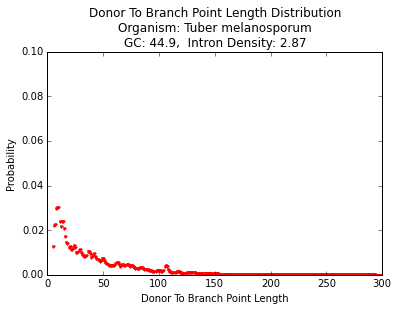 Donor To Branch Point Length Distribution
Organism: Tuber melanosporum
GC: 44.9,  Intron Density: 2.87
0.10
0.08
0.06
0.04
0.02
0.00
Probability
0 50 100 150 200 250 300
Donor To Branch Point Length